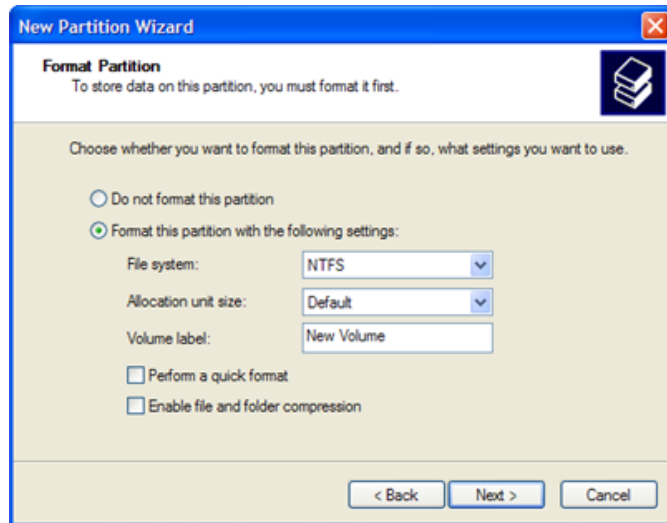 New Partition Wizard
Format Partition
To store data on this partition, you must format it first.
Choose whether you want to format this partition, and if so, what settings you want to use.
Do not format this partition
Format this partition with the following settings:
File system: NTFS
Allocation unit size: Default
Volume label: New Volume
Perform a quick format
Enable file and folder compression
< Back Next > Cancel